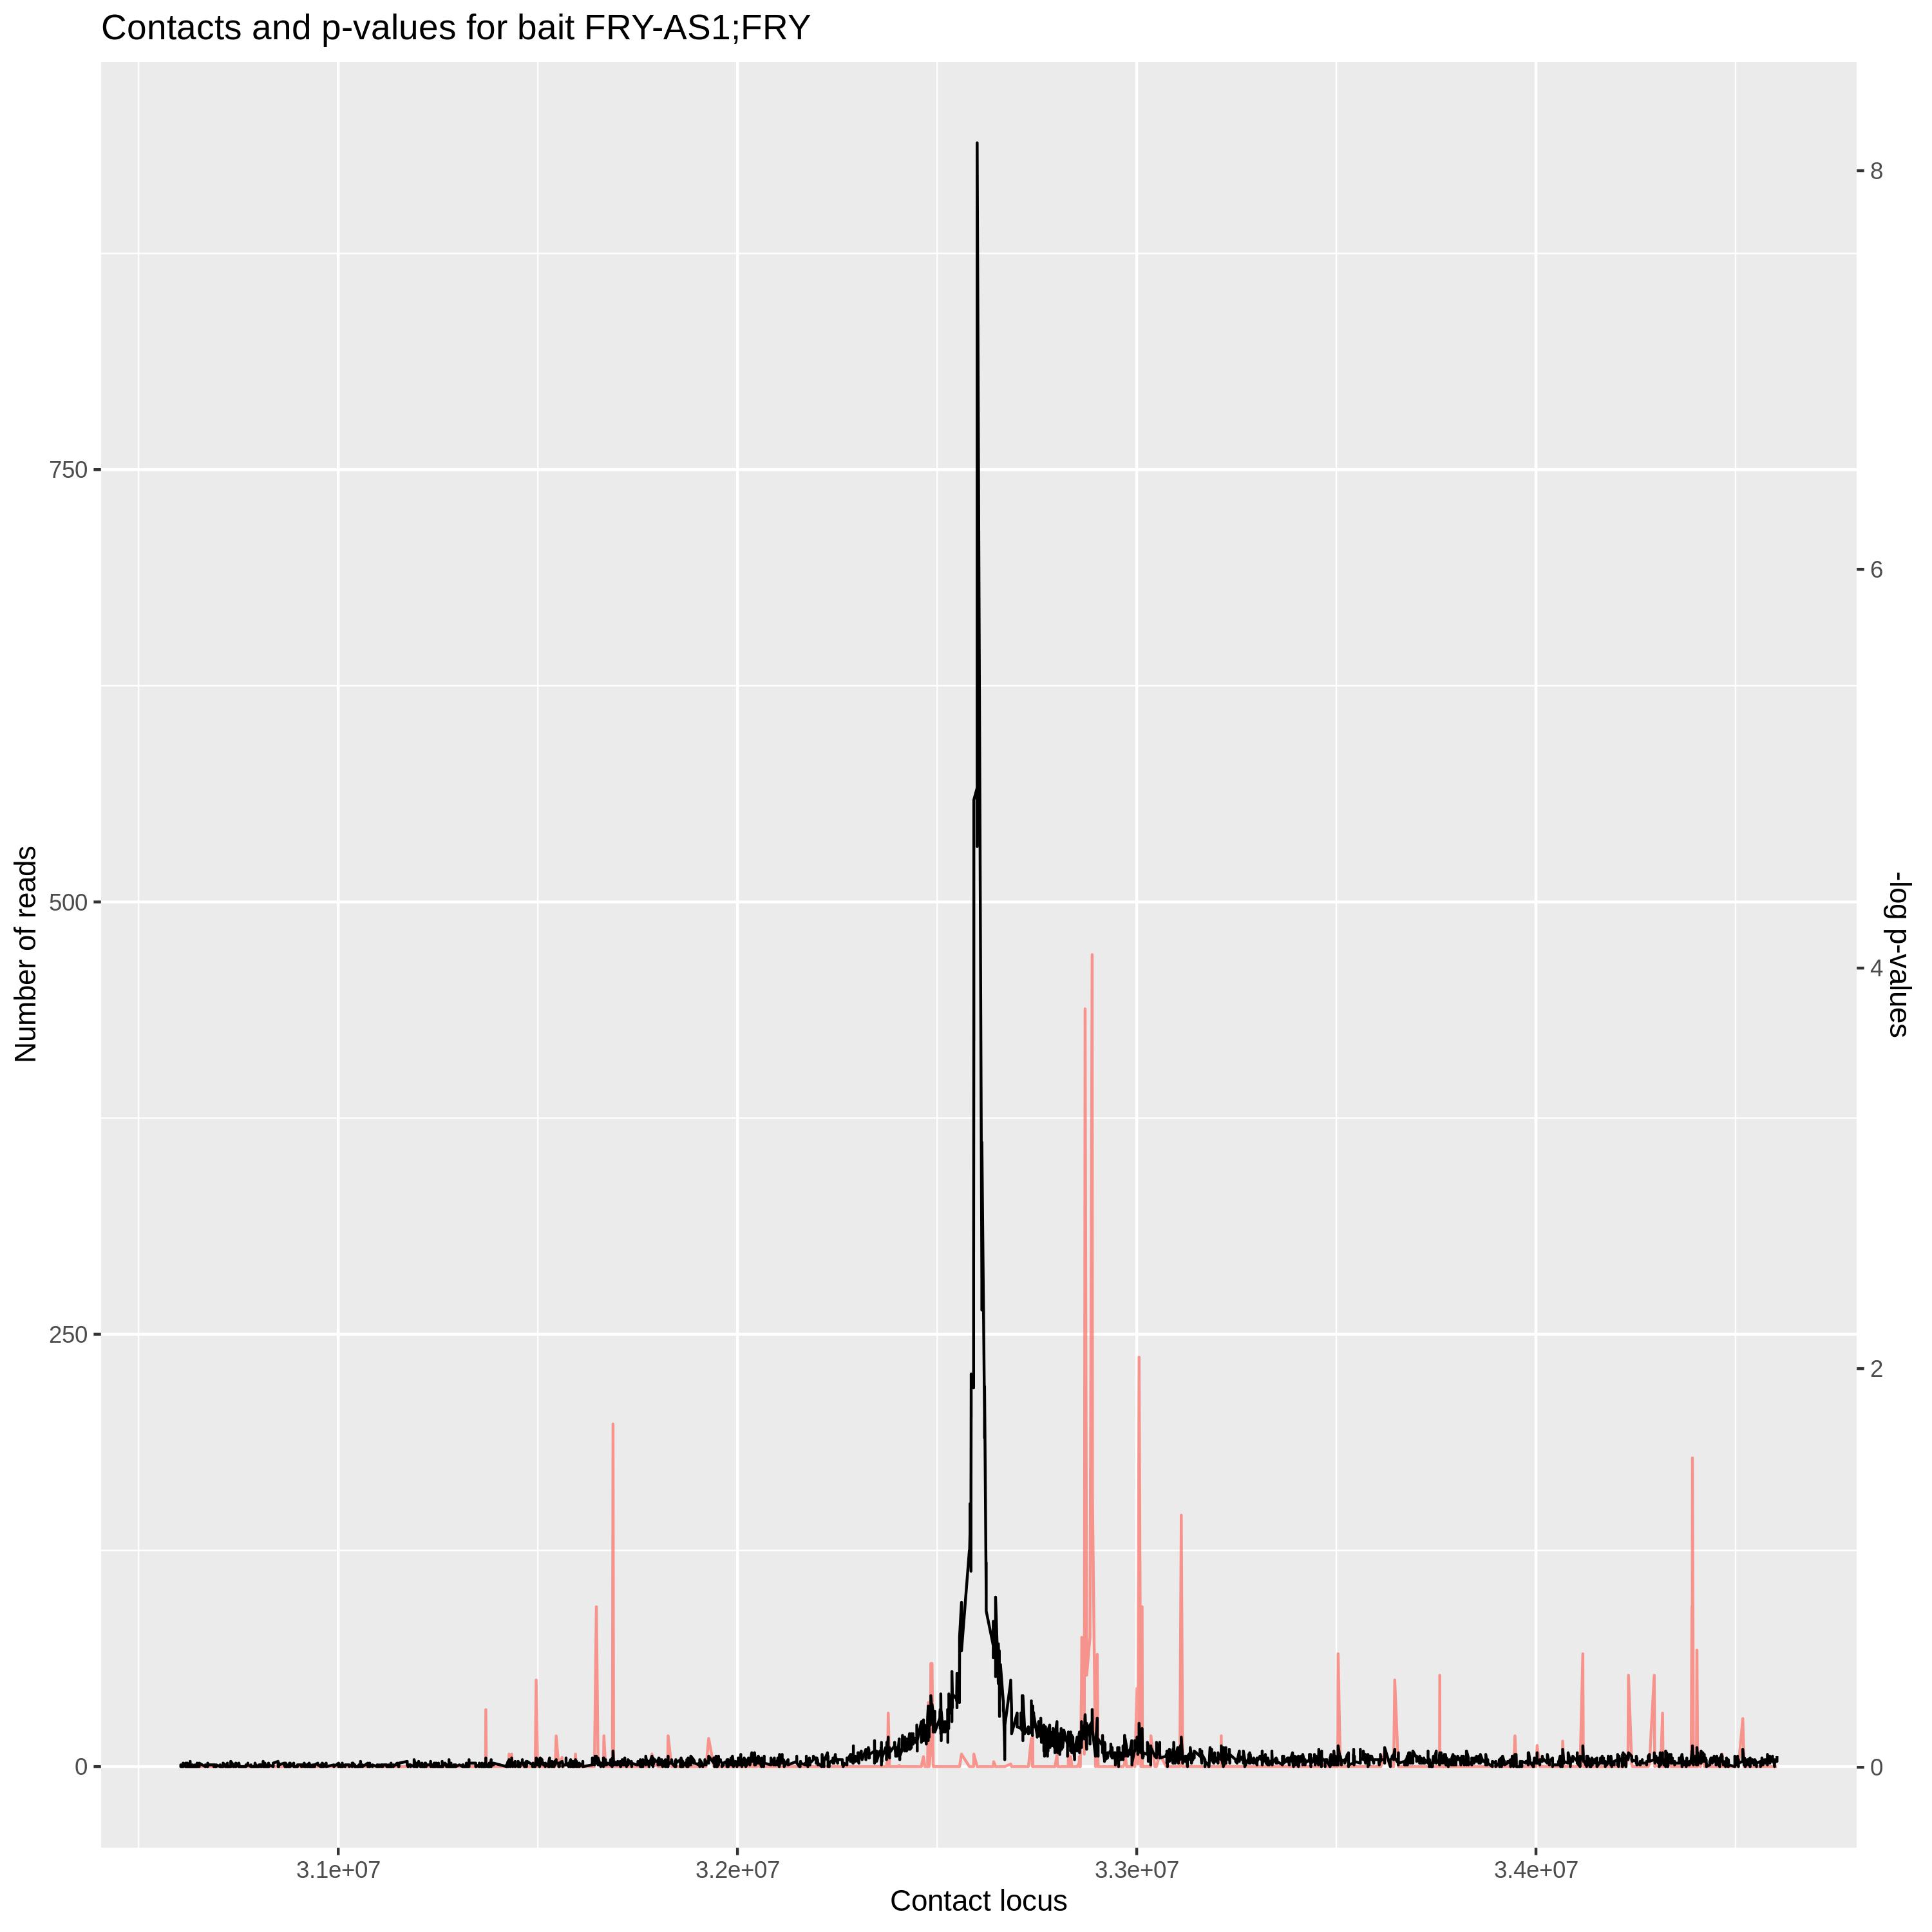 Contacts and p-values for bait FRY-AS1;FRY
8
750
6
Number of reads
500
-log p-values
4
250
2
0
0
3.1e+07
3.2e+07
3.3e+07
3.4e+07
Contact locus